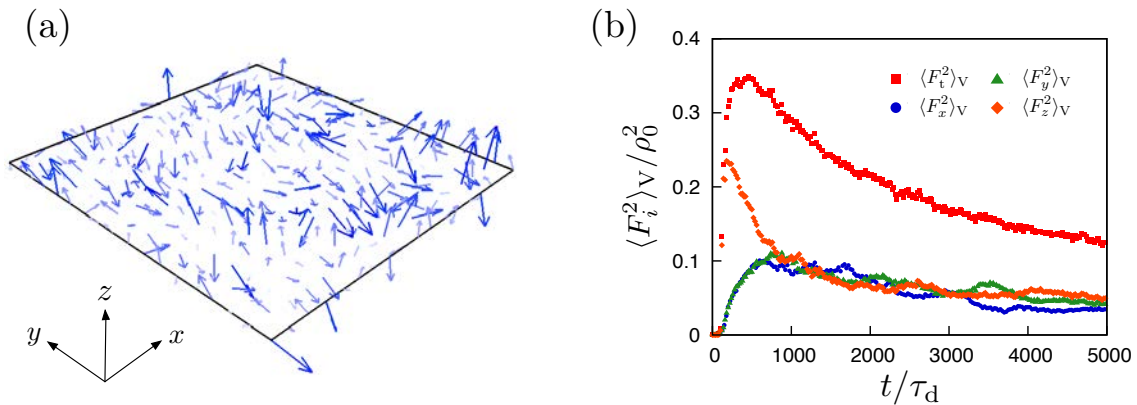 (a)
z
y
x
(b)
⟨F_i^2⟩_V/ρ_0^2
0.4
0.3
0.2
0.1
0
⟨F_t^2⟩_V ⟨F_y^2⟩_V
⟨F_x^2⟩_V ⟨F_z^2⟩_V
0 1000 2000 3000 4000 5000
t/τ_d